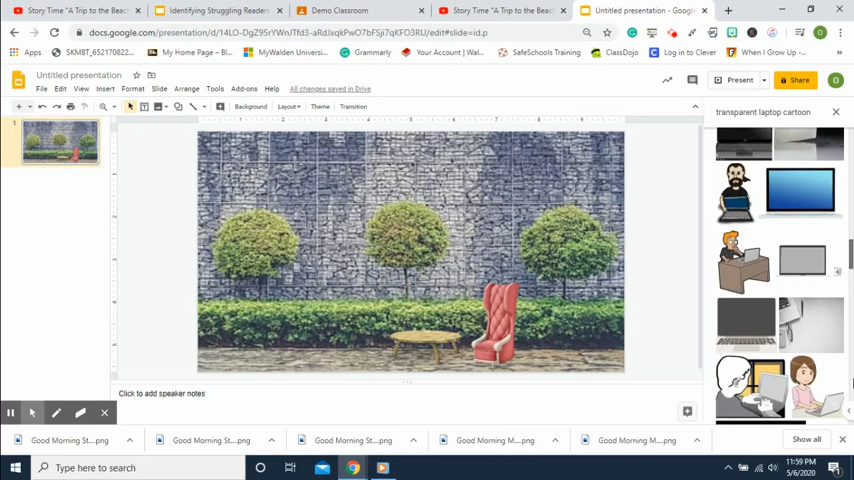 Story Time "A Trip to the Beach
Identifying Struggling Readers
Demo Classroom
Story Time "A Trip to the Beac
Untitled presentation - Google
docs.google.com/presentation/d/14LO-DgZ95rYWnJTfd3-aRdJxqkPwO7bFSji7qKFO3RU/edit#slide=id.p
Apps
SKMBT_652170822...
My Home Page – Bl...
MyWalden Universi...
Grammarly
Your Account | Wal...
SafeSchools Training
ClassDojo
Log in to Clever
When I Grow Up -...
Untitled presentation
File Edit View Insert Format Slide Arrange Tools Add-ons Help All changes saved in Drive
Present
Share
Background Layout Theme Transition
transparent laptop cartoon
1
Click to add speaker notes
Good Morning St....png
Good Morning St....png
Good Morning St....png
Good Morning M....png
Good Morning M....png
Show all
Type here to search
11:59 PM
5/6/2020